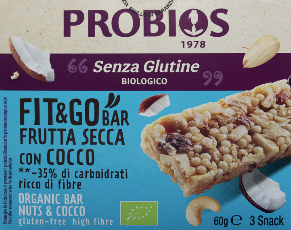 PROBIOS
1978
“ Senza Glutine ”
BIOLOGICO
FIT&GO BAR
FRUTTA SECCA
CON COCCO
**-35% di carboidrati
ricco di fibre
ORGANIC BAR
NUTS & COCCO
gluten-free high fibre
60g e 3 Snack